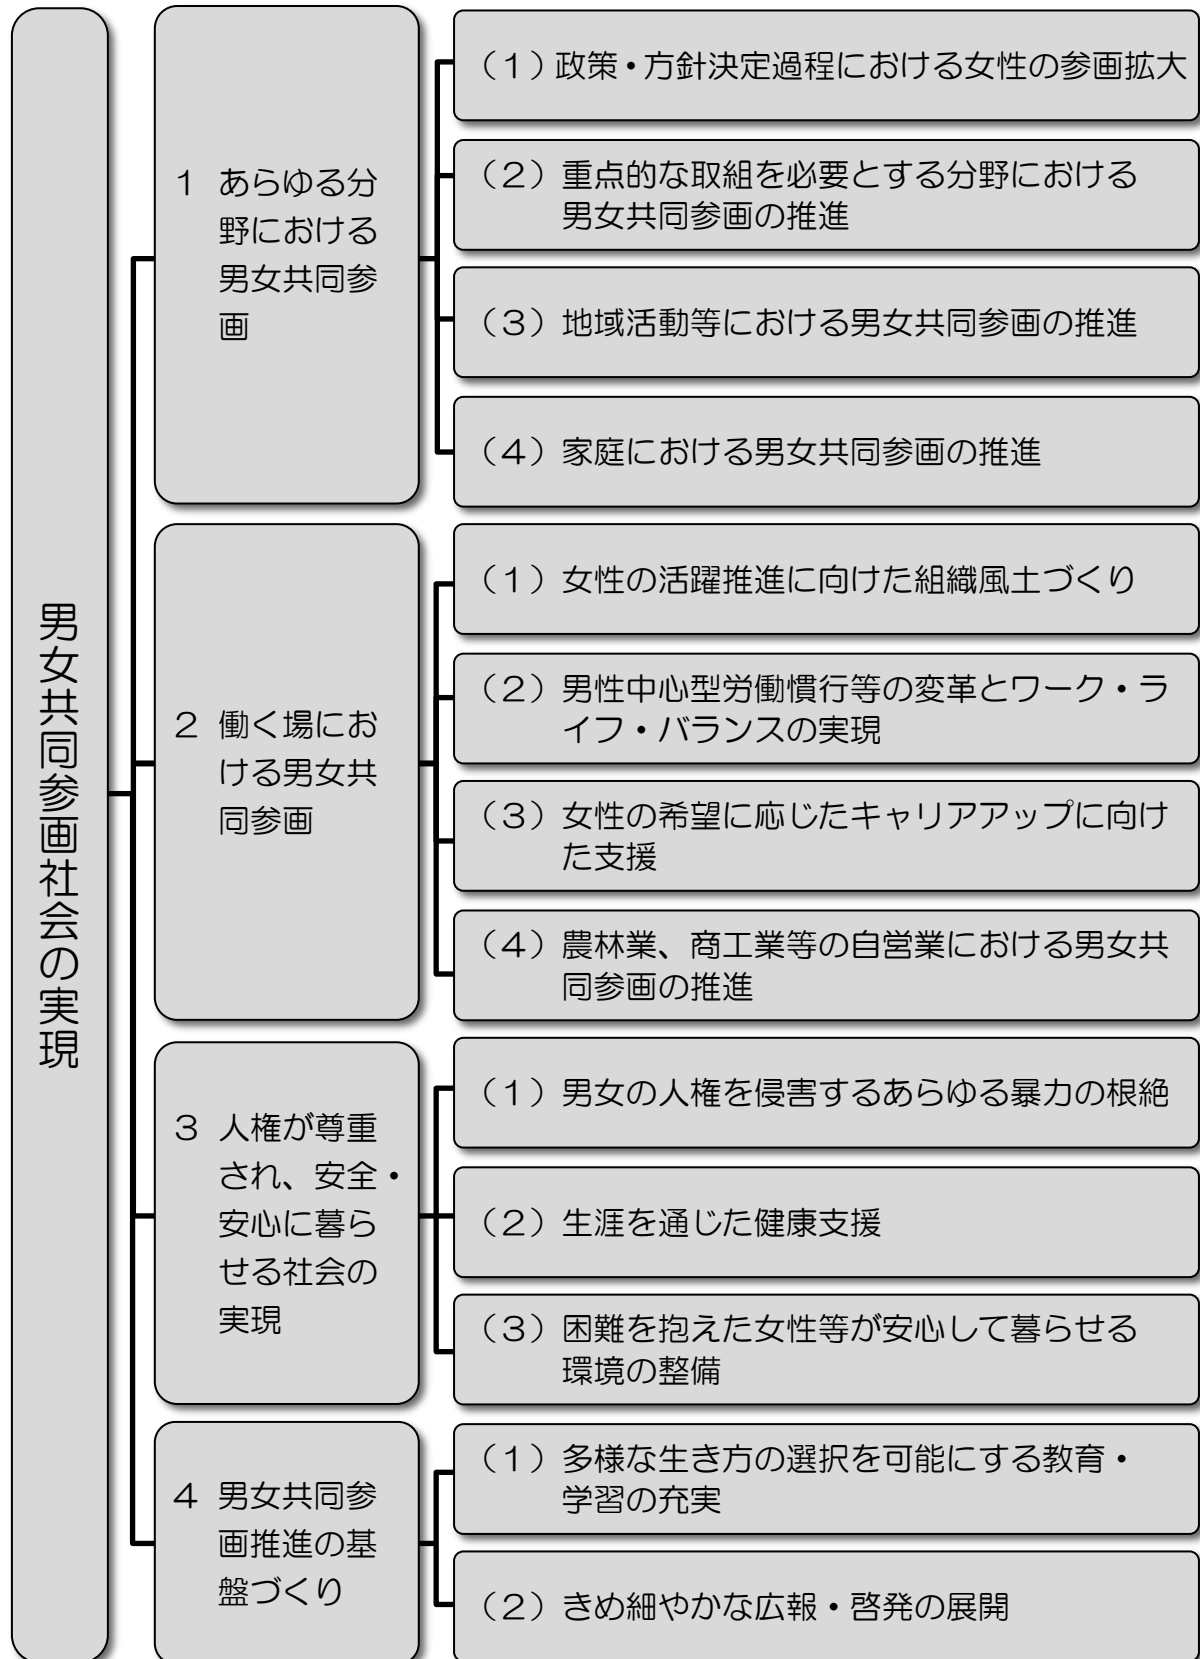 男女共同参画社会の実現
1 あらゆる分
野における
男女共同参
画
（1）政策・方針決定過程における女性の参画拡大
（2）重点的な取組を必要とする分野における
男女共同参画の推進
（3）地域活動等における男女共同参画の推進
（4）家庭における男女共同参画の推進
2 働く場にお
ける男女共
同参画
（1）女性の活躍推進に向けた組織風土づくり
（2）男性中心型労働慣行等の変革とワーク・ラ
イフ・バランスの実現
（3）女性の希望に応じたキャリアアップに向け
た支援
（4）農林業、商工業等の自営業における男女共
同参画の推進
3 人権が尊重
され、安全・
安心に暮ら
せる社会の
実現
（1）男女の人権を侵害するあらゆる暴力の根絶
（2）生涯を通じた健康支援
（3）困難を抱えた女性等が安心して暮らせる
環境の整備
4 男女共同参
画推進の基
盤づくり
（1）多様な生き方の選択を可能にする教育・
学習の充実
（2）きめ細やかな広報・啓発の展開